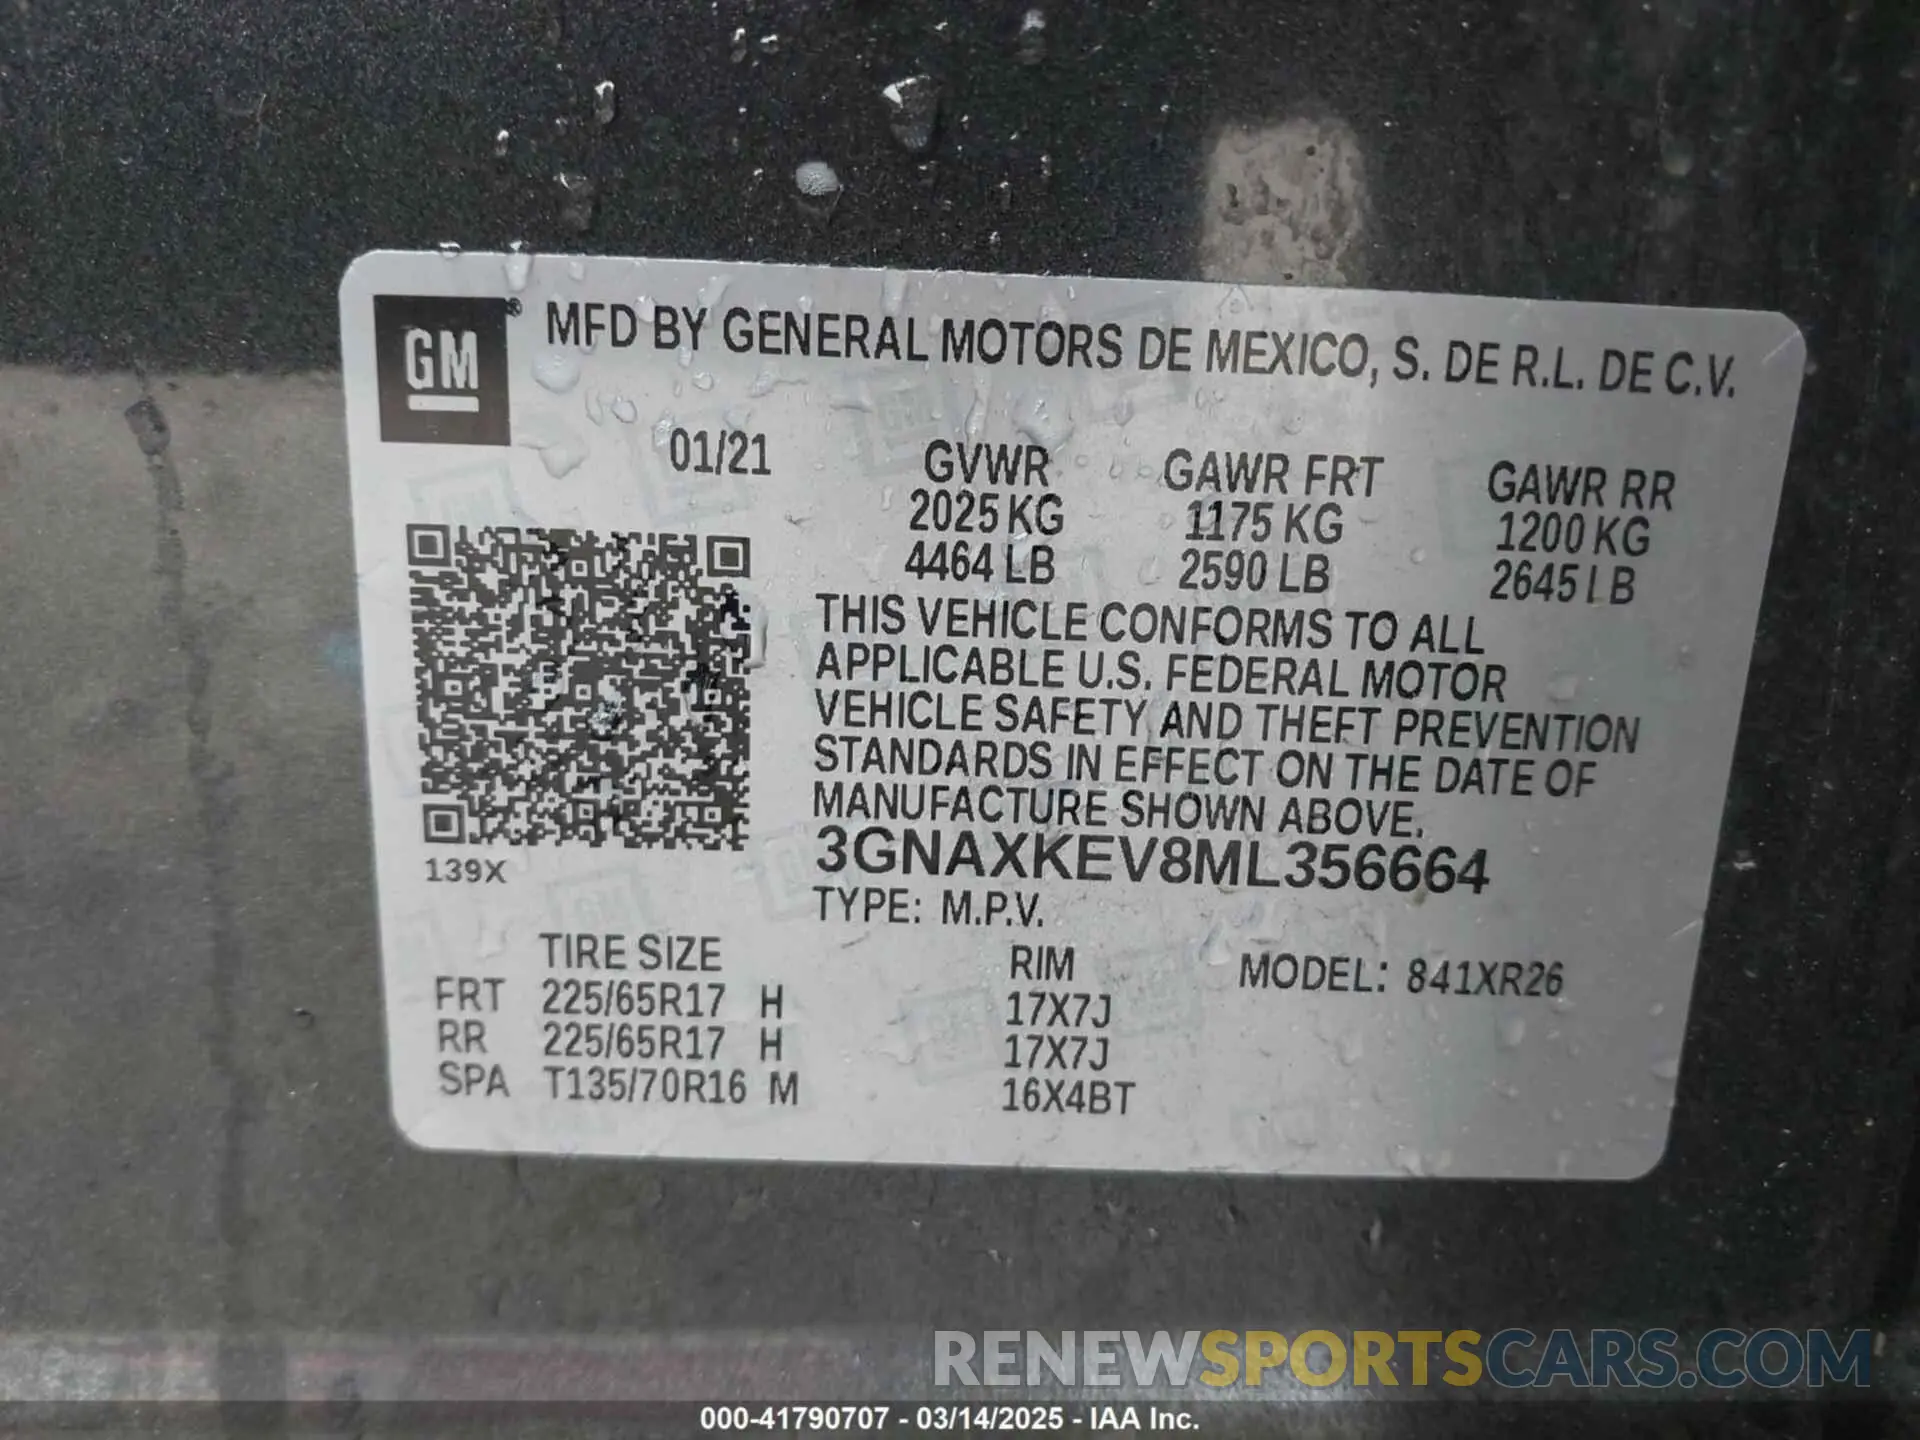 GM ® MFD BY GENERAL MOTORS DE MEXICO, S. DE R.L. DE C.V.
01/21 GVWR GAWR FRT GAWR RR
2025 KG 1175 KG 1200 KG
4464 LB 2590 LB 2645 LB
THIS VEHICLE CONFORMS TO ALL
APPLICABLE U.S. FEDERAL MOTOR
VEHICLE SAFETY AND THEFT PREVENTION
STANDARDS IN EFFECT ON THE DATE OF
MANUFACTURE SHOWN ABOVE.
139X
3GNAXKEV8ML356664
TYPE: M.P.V.
TIRE SIZE RIM MODEL: 841XR26
FRT 225/65R17 H 17X7J
RR 225/65R17 H 17X7J
SPA T135/70R16 M 16X4BT
RENEWSPORTSCARS.COM
000-41790707 - 03/14/2025 - IAA Inc.